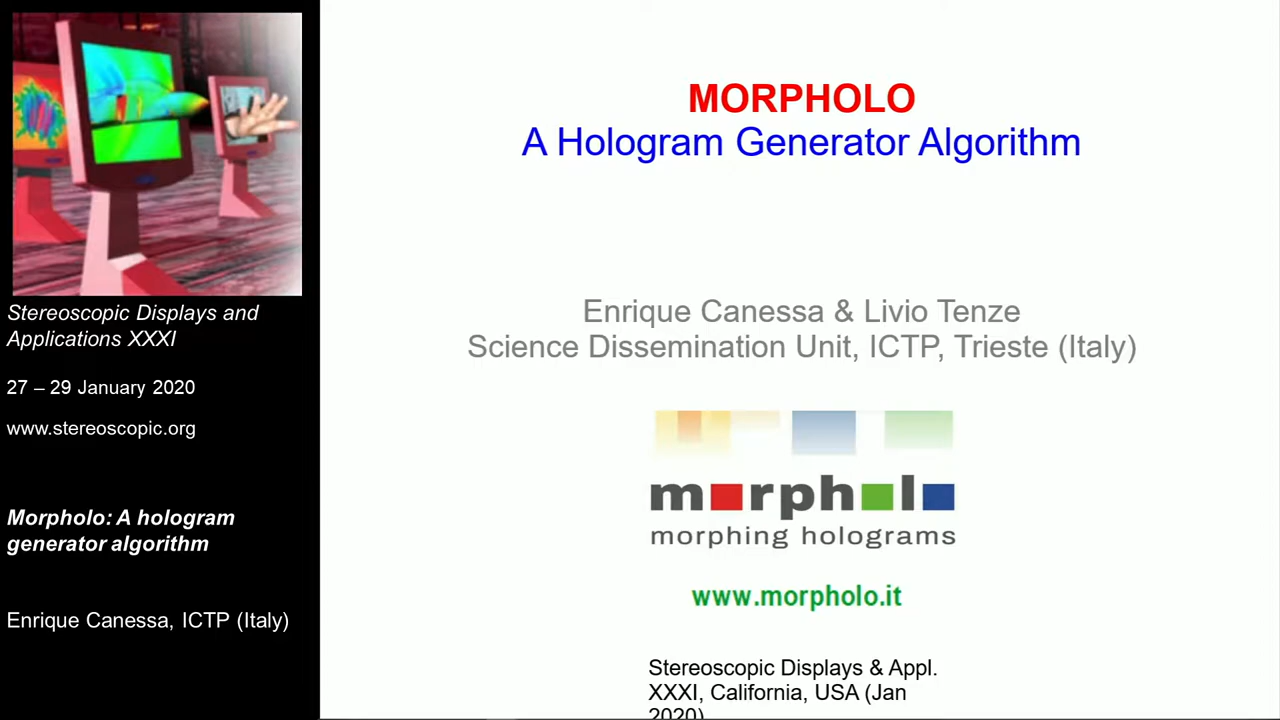 Stereoscopic Displays and
Applications XXXI
27 – 29 January 2020
www.stereoscopic.org
Morpholo: A hologram
generator algorithm
Enrique Canessa, ICTP (Italy)
MORPHOLO
A Hologram Generator Algorithm
Enrique Canessa & Livio Tenze
Science Dissemination Unit, ICTP, Trieste (Italy)
morpholo
morphing holograms
www.morpholo.it
Stereoscopic Displays & Appl.
XXXI, California, USA (Jan
2020)